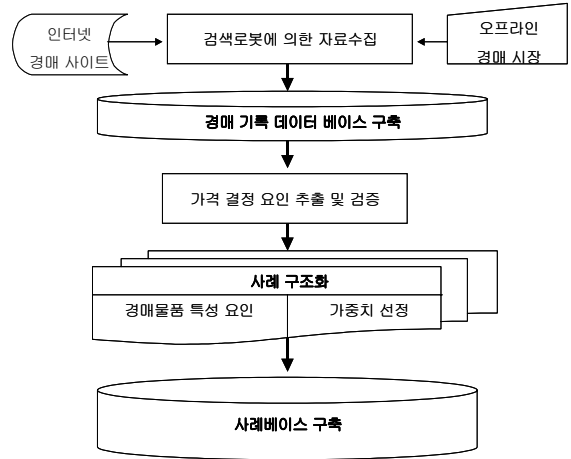 인터넷
경매 사이트
검색로봇에 의한 자료수집
오프라인
경매 시장
경매 기록 데이터 베이스 구축
가격 결정 요인 추출 및 검증
사례 구조화
경매물품 특성 요인
가중치 선정
사례베이스 구축